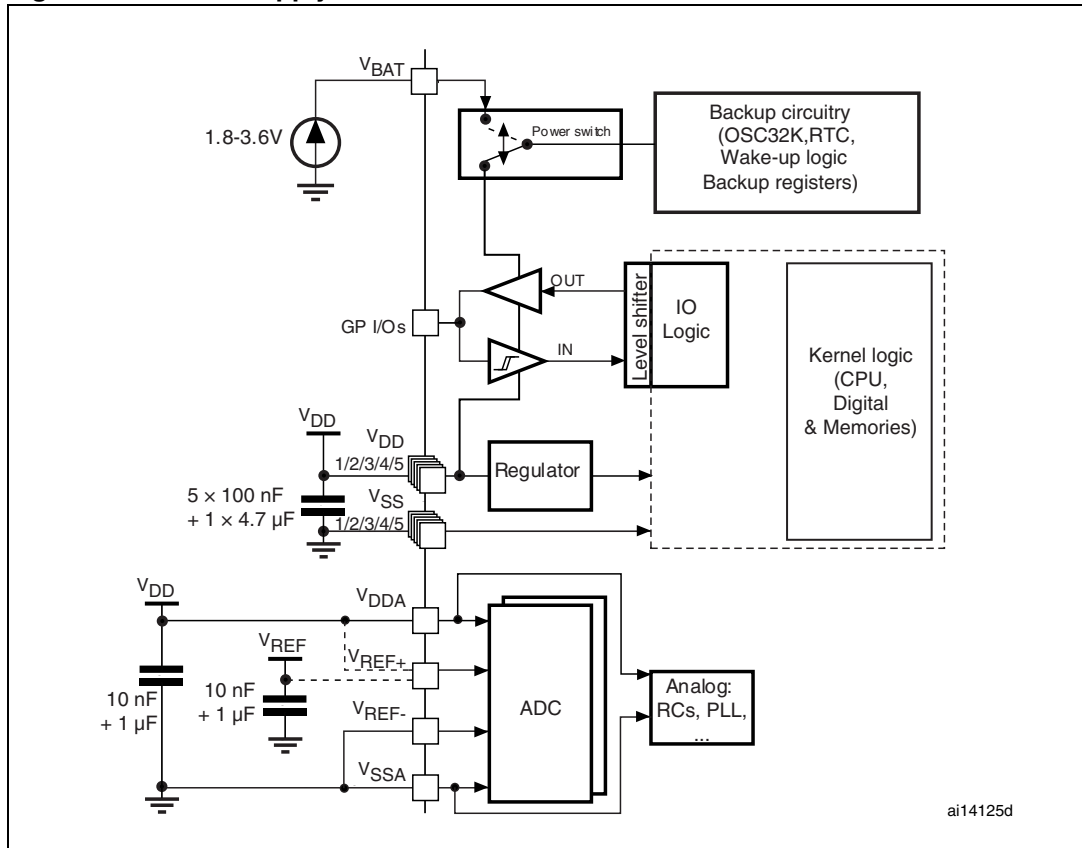 VBAT
1.8-3.6V
Power switch
Backup circuitry
(OSC32K,RTC,
Wake-up logic
Backup registers)
OUT
GP I/Os
IN
Level shifter
IO
Logic
Kernel logic
(CPU,
Digital
& Memories)
VDD
VDD
1/2/3/4/5
Regulator
5 × 100 nF
+ 1 × 4.7 µF
VSS
1/2/3/4/5
VDD
VDDA
VREF
VREF+
10 nF
+ 1 µF
10 nF
+ 1 µF
VREF-
ADC
Analog:
RCs, PLL,
...
VSSA
ai14125d